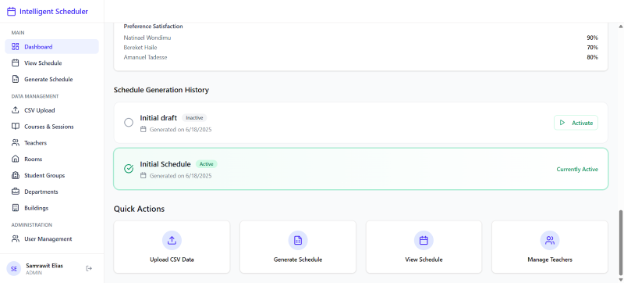 Intelligent Scheduler
MAIN
Dashboard
View Schedule
Generate Schedule
DATA MANAGEMENT
CSV Upload
Courses & Sessions
Teachers
Rooms
Student Groups
Departments
Buildings
ADMINISTRATION
User Management
SE
Samrawit Elias
ADMIN
Preference Satisfaction
Natinael Wendimu 90%
Bereket Haile 70%
Amanuel Tadesse 80%
Schedule Generation History
Initial draft Inactive
Generated on 6/18/2025
Activate
Initial Schedule Active
Generated on 6/18/2025
Currently Active
Quick Actions
Upload CSV Data
Generate Schedule
View Schedule
Manage Teachers